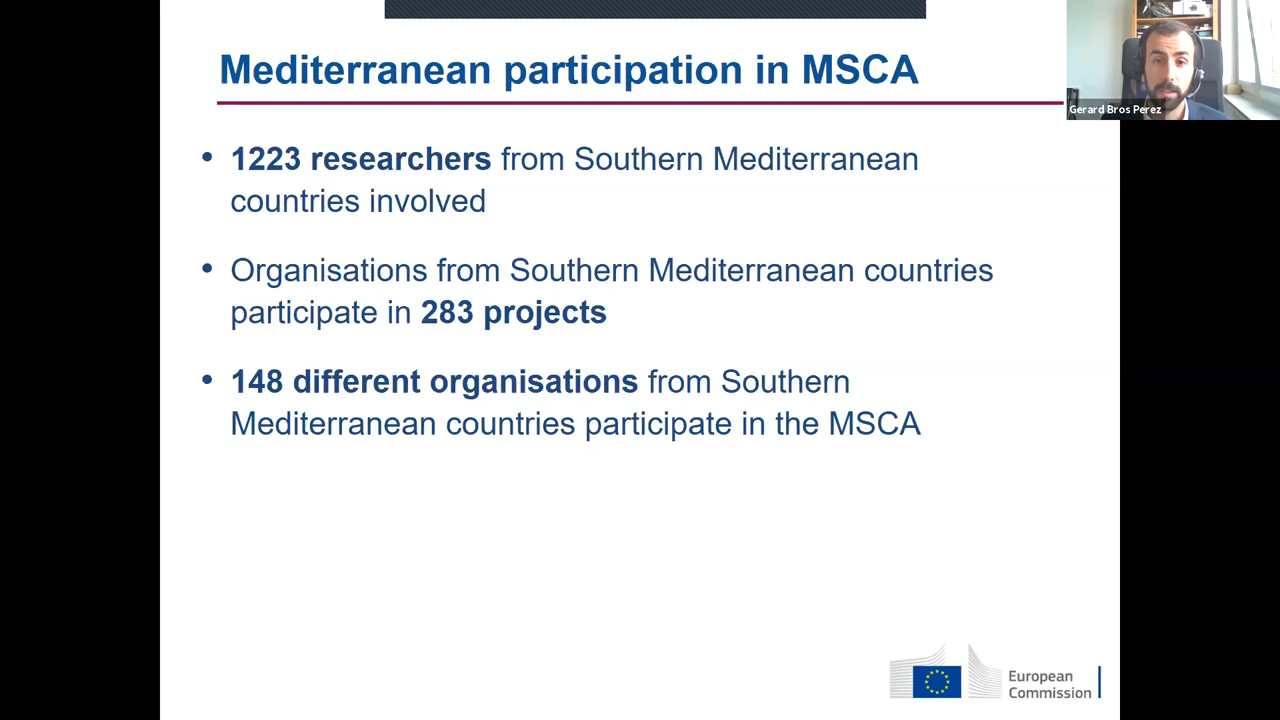 Mediterranean participation in MSCA
Gerard Bros Perez
• 1223 researchers from Southern Mediterranean
countries involved
• Organisations from Southern Mediterranean countries
participate in 283 projects
• 148 different organisations from Southern
Mediterranean countries participate in the MSCA
European
Commission